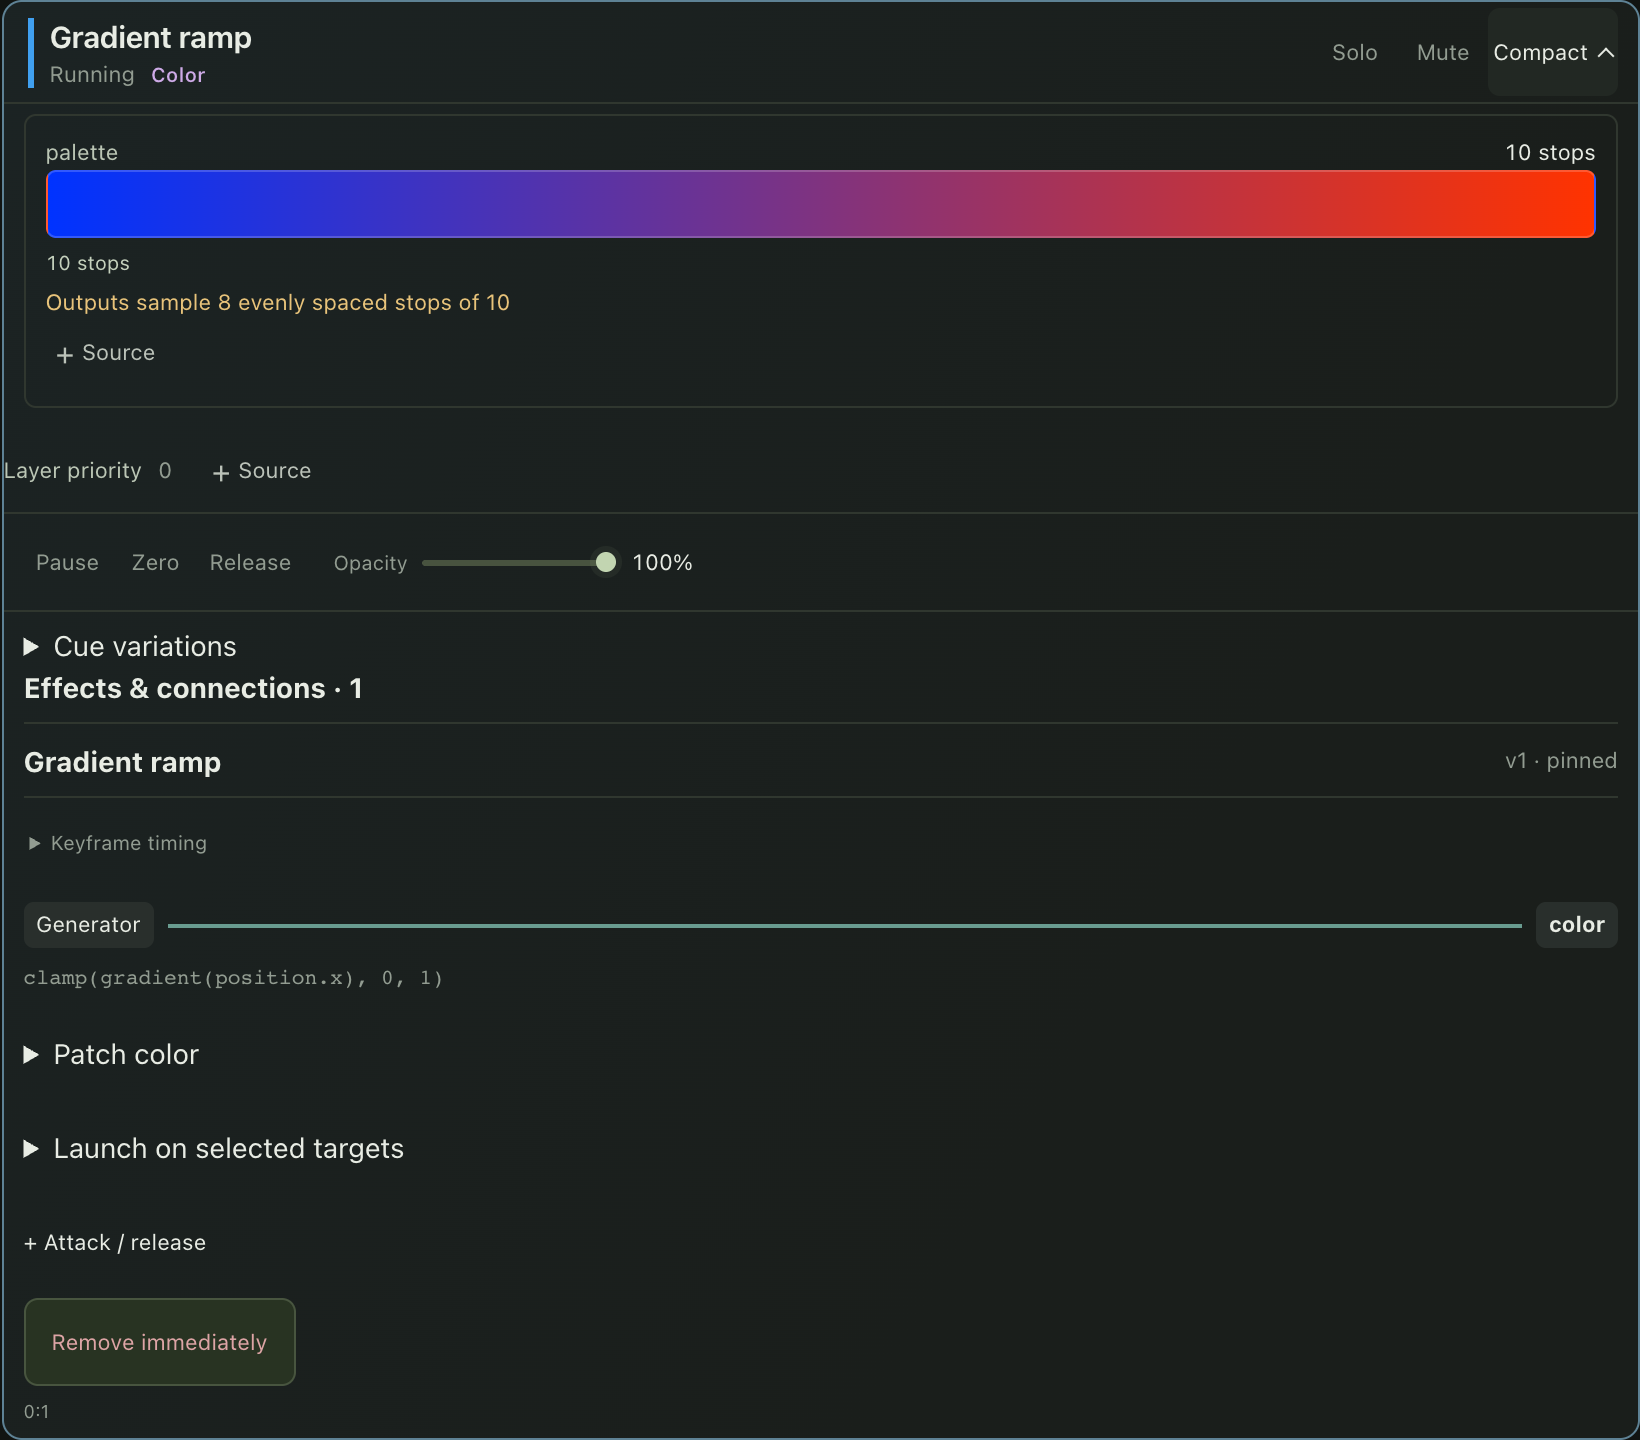 Gradient ramp
Running Color
Solo Mute Compact
palette 10 stops
10 stops
Outputs sample 8 evenly spaced stops of 10
+ Source
Layer priority 0 + Source
Pause Zero Release Opacity 100%
Cue variations
Effects & connections · 1
Gradient ramp v1 · pinned
Keyframe timing
Generator color
clamp(gradient(position.x), 0, 1)
Patch color
Launch on selected targets
+ Attack / release
Remove immediately
0:1